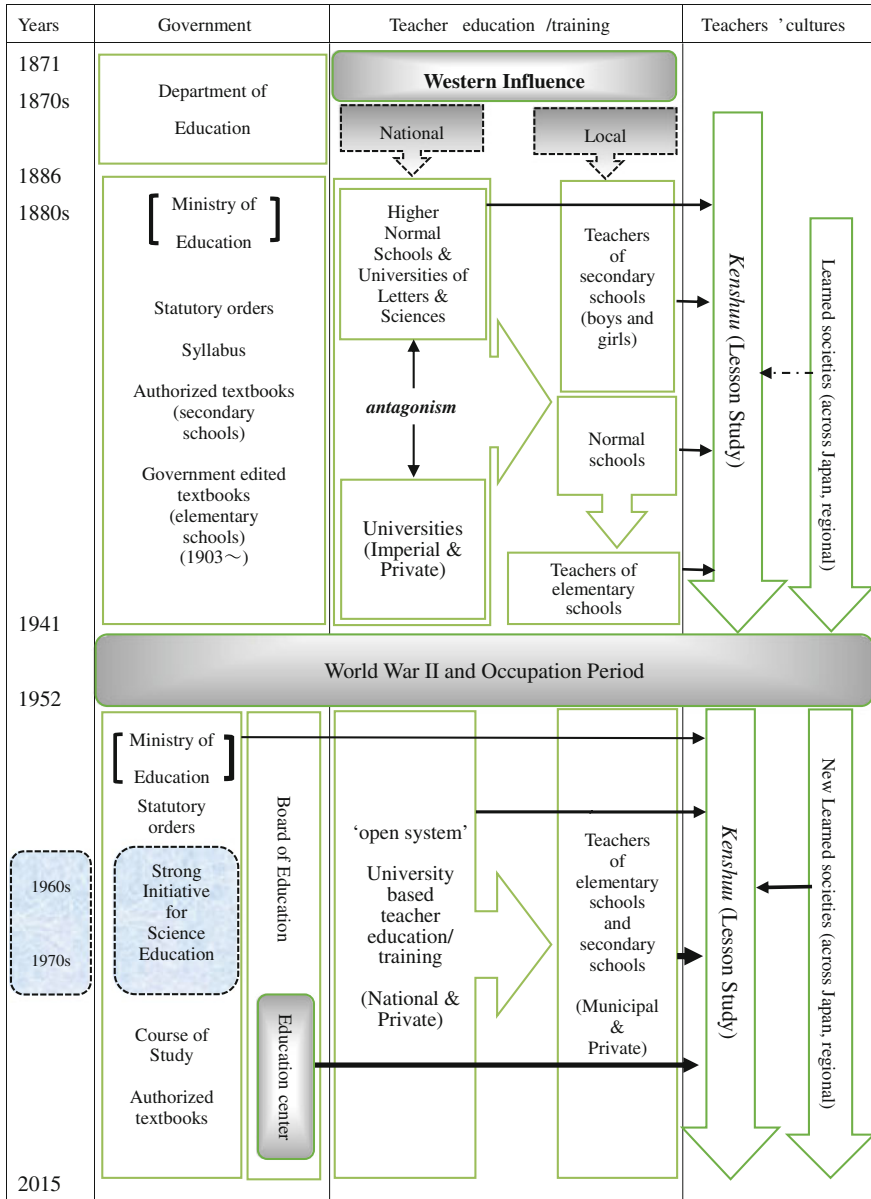 Years
Government
Teacher education /training
Teachers ’cultures
1871
1870s
1886
1880s
1941
1952
1960s
1970s
2015
Department of
Education
Ministry of
Education
Statutory orders
Syllabus
Authorized textbooks
(secondary
schools)
Government edited
textbooks
(elementary
schools)
(1903～)
Western Influence
National
Local
Higher
Normal
Schools &
Universities of
Letters &
Sciences
antagonism
Universities
(Imperial &
Private)
Teachers
of
secondary
schools
(boys and
girls)
Normal
schools
Teachers of
elementary
schools
Kenshuu (Lesson Study)
Learned societies (across Japan, regional)
World War II and Occupation Period
Ministry of
Education
Statutory
orders
Strong
Initiative
for
Science
Education
Course of
Study
Authorized
textbooks
Board of Education
Education center
‘open system’
University
based
teacher
education/
training
(National &
Private)
Teachers
of
elementary
schools
and
secondary
schools
(Municipal
&
Private)
Kenshuu (Lesson Study)
New Learned societies (across Japan, regional)